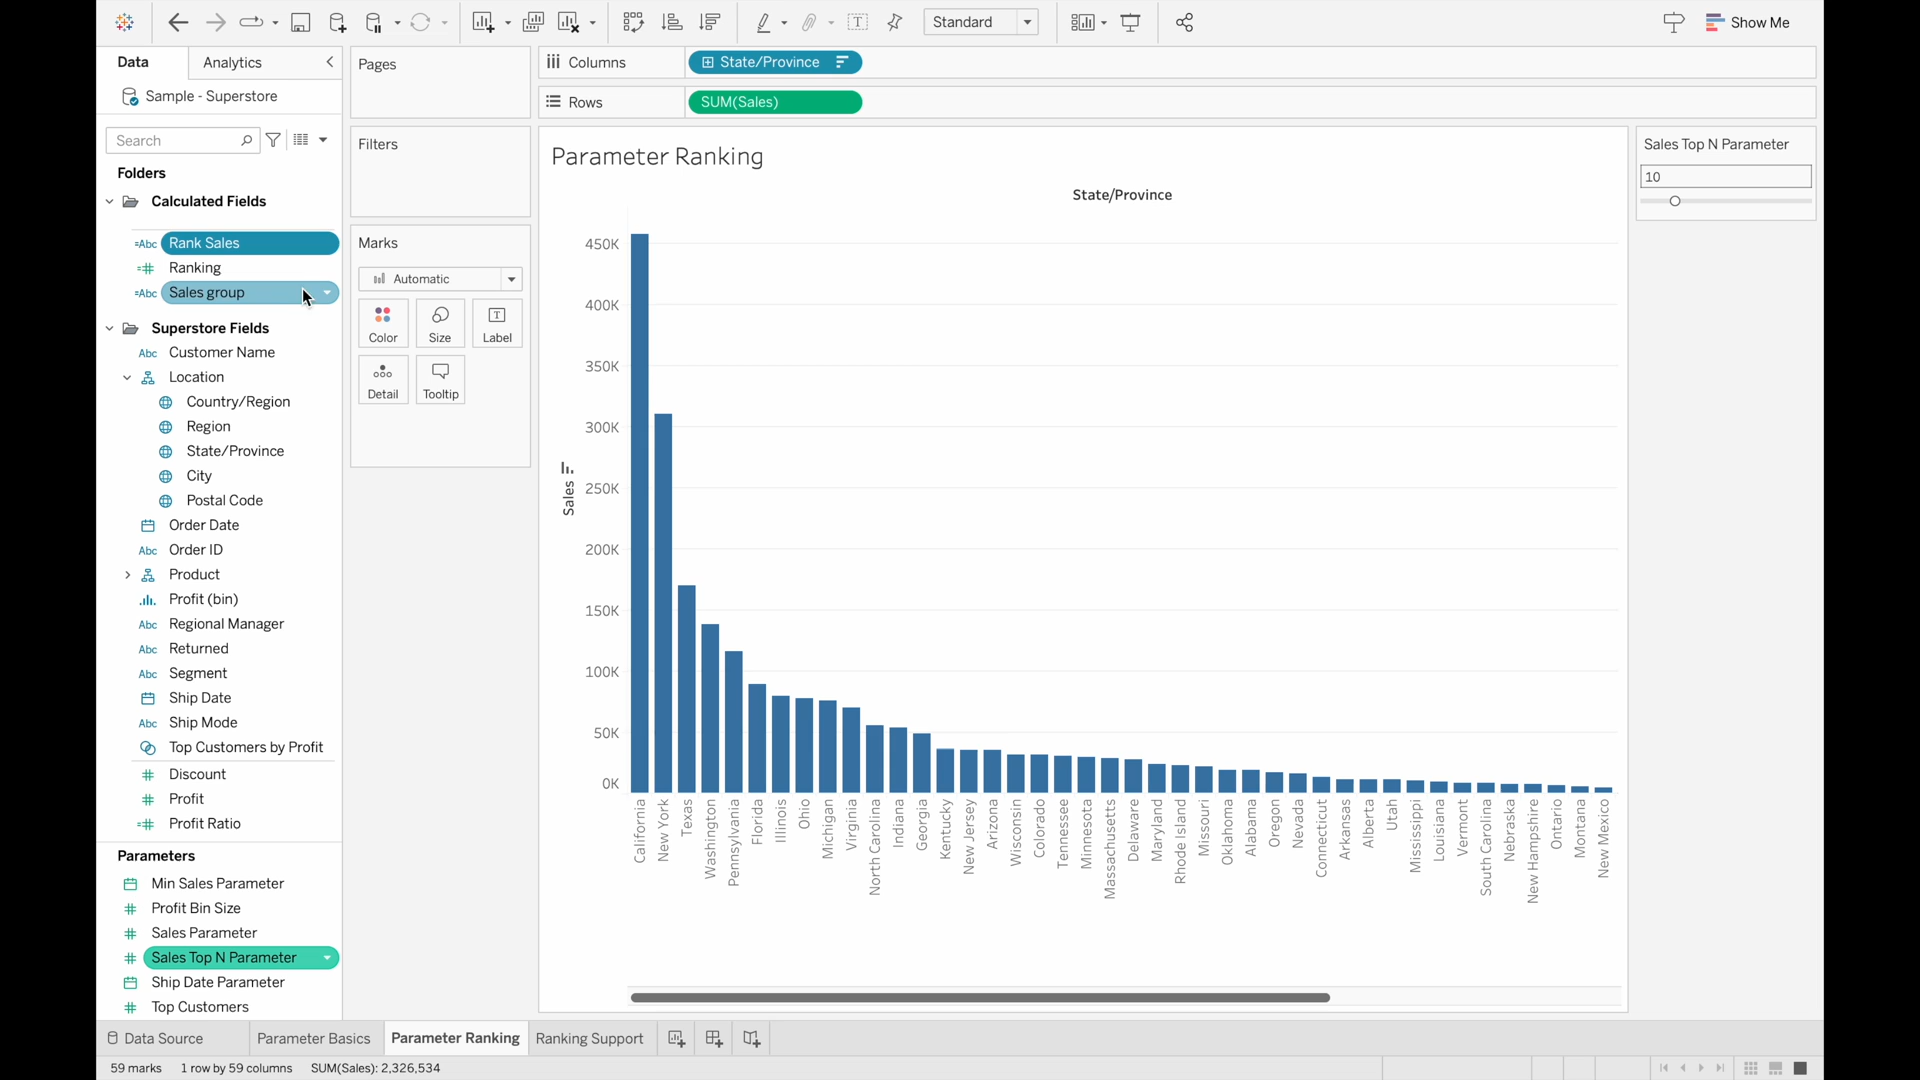 Standard
Show Me
Data
Analytics
Sample - Superstore
Search
Folders
Calculated Fields
=Abc Rank Sales
=# Ranking
=Abc Sales group
Superstore Fields
Abc Customer Name
Location
Country/Region
Region
State/Province
City
Postal Code
Order Date
Abc Order ID
Product
Profit (bin)
Abc Regional Manager
Abc Returned
Abc Segment
Ship Date
Abc Ship Mode
Top Customers by Profit
# Discount
# Profit
=# Profit Ratio
Parameters
Min Sales Parameter
# Profit Bin Size
# Sales Parameter
# Sales Top N Parameter
Ship Date Parameter
# Top Customers
Pages
Filters
Marks
Automatic
Color
Size
Label
Detail
Tooltip
Columns
State/Province
Rows
SUM(Sales)
Parameter Ranking
State/Province
Sales
450K
400K
350K
300K
250K
200K
150K
100K
50K
0K
California
New York
Texas
Washington
Pennsylvania
Florida
Illinois
Ohio
Michigan
Virginia
North Carolina
Indiana
Georgia
Kentucky
New Jersey
Arizona
Wisconsin
Colorado
Tennessee
Minnesota
Massachusetts
Delaware
Maryland
Rhode Island
Missouri
Oklahoma
Alabama
Oregon
Nevada
Connecticut
Arkansas
Alberta
Utah
Mississippi
Louisiana
Vermont
South Carolina
Nebraska
New Hampshire
Ontario
Montana
New Mexico
Sales Top N Parameter
10
Data Source
Parameter Basics
Parameter Ranking
Ranking Support
59 marks
1 row by 59 columns
SUM(Sales): 2,326,534